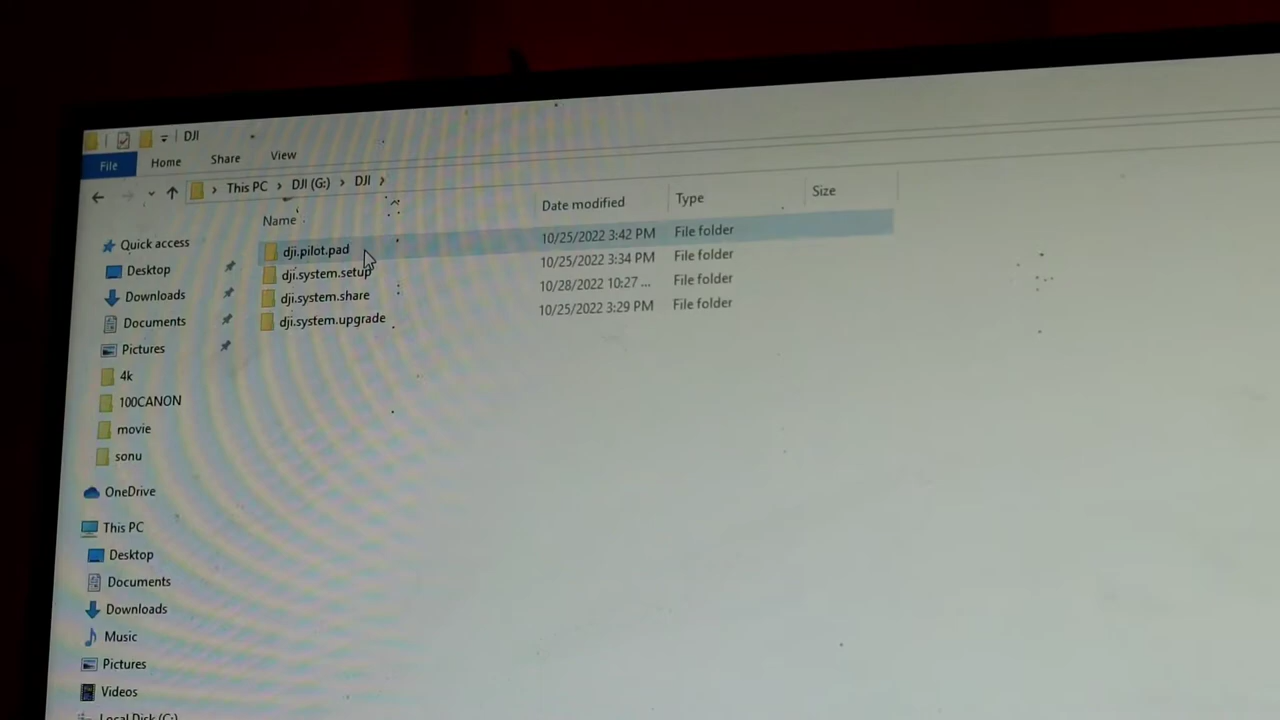 DJI
File Home Share View
This PC > DJI (G:) > DJI >
Name Date modified Type Size
dji.pilot.pad 10/25/2022 3:42 PM File folder
dji.system.setup 10/25/2022 3:34 PM File folder
dji.system.share 10/28/2022 10:27 ... File folder
dji.system.upgrade 10/25/2022 3:29 PM File folder
Quick access
Desktop
Downloads
Documents
Pictures
4k
100CANON
movie
sonu
OneDrive
This PC
Desktop
Documents
Downloads
Music
Pictures
Videos
Local Disk (C:)